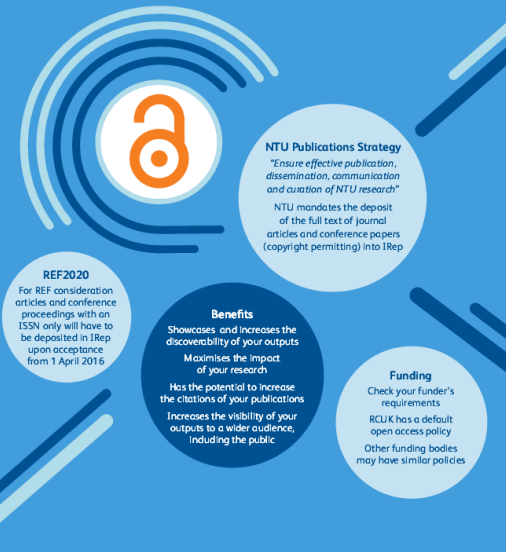 NTU Publications Strategy
"Ensure effective publication,
dissemination, communication
and curation of NTU research"
NTU mandates the deposit
of the full text of journal
articles and conference papers
(copyright permitting) into IRep
REF2020
For REF consideration
articles and conference
proceedings with an
ISSN only will have to
be deposited in IRep
upon acceptance
from 1 April 2016
Benefits
Showcases and increases the
discoverability of your outputs
Maximises the impact
of your research
Has the potential to increase
the citations of your publications
Increases the visibility of your
outputs to a wider audience,
including the public
Funding
Check your funder's
requirements
RCUK has a default
open access policy
Other funding bodies
may have similar policies